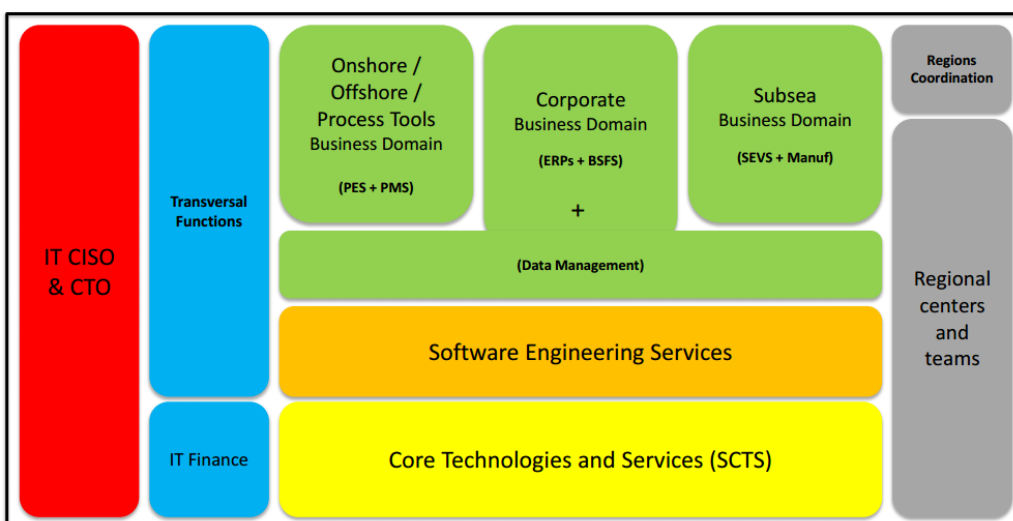 IT CISO
& CTO
Transversal
Functions
IT Finance
Onshore /
Offshore /
Process Tools
Business Domain
(PES + PMS)
Corporate
Business Domain
(ERPs + BSFS)
+
Subsea
Business Domain
(SEVS + Manuf)
(Data Management)
Software Engineering Services
Core Technologies and Services (SCTS)
Regions
Coordination
Regional
centers
and
teams